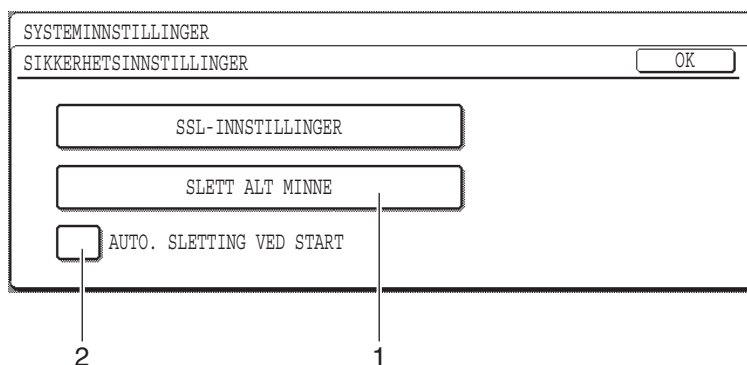 SYSTEMINNSTILLINGER
SIKKERHETSINNSTILLINGER OK
SSL-INNSTILLINGER
SLETT ALT MINNE
AUTO. SLETTING VED START
2 1